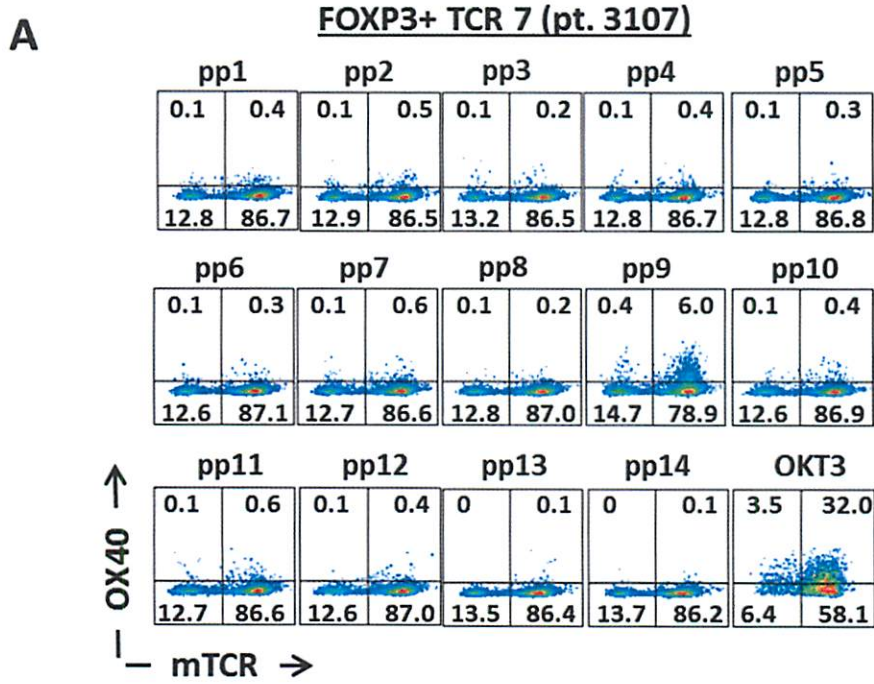 A
FOXP3+ TCR 7 (pt. 3107)
pp1 pp2 pp3 pp4 pp5
0.1 0.4 0.1 0.5 0.1 0.2 0.1 0.4 0.1 0.3
12.8 86.7 12.9 86.5 13.2 86.5 12.8 86.7 12.8 86.8
pp6 pp7 pp8 pp9 pp10
0.1 0.3 0.1 0.6 0.1 0.2 0.4 6.0 0.1 0.4
12.6 87.1 12.7 86.6 12.8 87.0 14.7 78.9 12.6 86.9
pp11 pp12 pp13 pp14 OKT3
0.1 0.6 0.1 0.4 0 0.1 0 0.1 3.5 32.0
12.7 86.6 12.6 87.0 13.5 86.4 13.7 86.2 6.4 58.1
OX40
mTCR